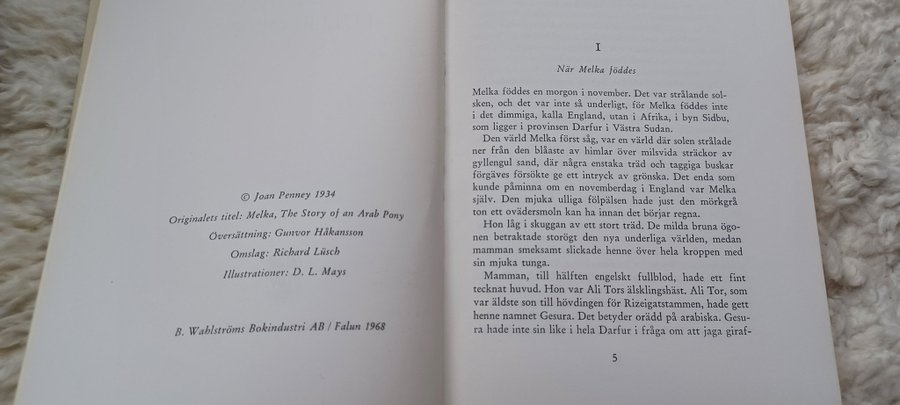 © Joan Penney 1934
Originalets titel: Melka, The Story of an Arab Pony
Översättning: Gunvor Håkansson
Omslag: Richard Lüsch
Illustrationer: D. L. Mays
B. Wahlströms Bokindustri AB / Falun 1968
I
När Melka föddes
Melka föddes en morgon i november. Det var strålande sol-
sken, och det var inte så underligt, för Melka föddes inte
i det dimmiga, kalla England, utan i Afrika, i byn Sidbu,
som ligger i provinsen Darfur i Västra Sudan.
Den värld Melka först såg, var en värld där solen strålade
ner från den blåaste av himlar över milsvida sträckor av
gyllengul sand, där några enstaka träd och taggiga buskar
förgäves försökte ge ett intryck av grönska. Det enda som
kunde påminna om en novemberdag i England var Melka
själv. Den mjuka ulliga fölpälsen hade just den mörkgrå
ton ett ovädersmoln kan ha innan det börjar regna.
Hon låg i skuggan av ett stort träd. De milda bruna ögo-
nen betraktade storögt den nya underliga världen, medan
mamman smeksamt slickade henne över hela kroppen med
sin mjuka tunga.
Mamman, till hälften engelskt fullblod, hade ett fint
tecknat huvud. Hon var Ali Tors älsklingshäst. Ali Tor, som
var äldste son till hövdingen för Rizeigatstammen, hade gett
henne namnet Gesura. Det betyder orädd på arabiska. Gesu-
ra hade inte sin like i hela Darfur i fråga om att jaga giraf-
5